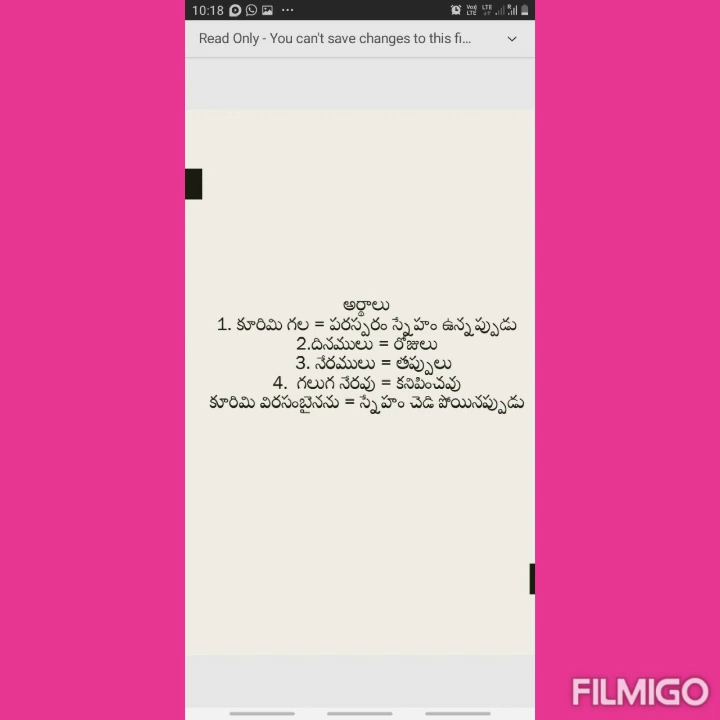 10:18
Read Only - You can't save changes to this fi...
అర్థాలు
1. కూరిమి గల = పరస్పరం స్నేహం ఉన్నప్పుడు
2.దినములు = రోజులు
3. నేరములు = తప్పులు
4. గలుగ నేరవు = కనిపించవు
కూరిమి విరసంబైనను = స్నేహం చెడి పోయినప్పుడు
FILMIGO